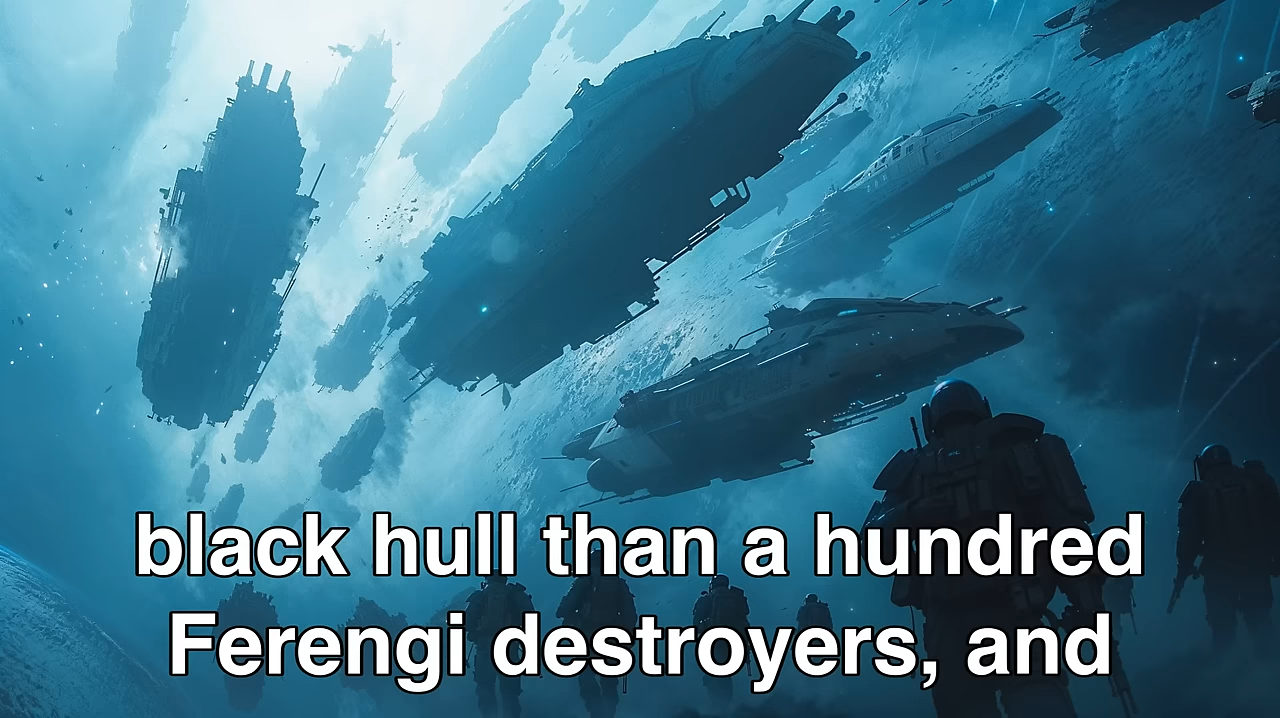 black hull than a hundred
Ferengi destroyers, and